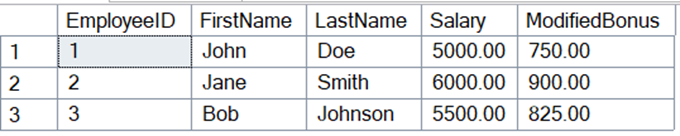 EmployeeID FirstName LastName Salary ModifiedBonus
1 1 John Doe 5000.00 750.00
2 2 Jane Smith 6000.00 900.00
3 3 Bob Johnson 5500.00 825.00